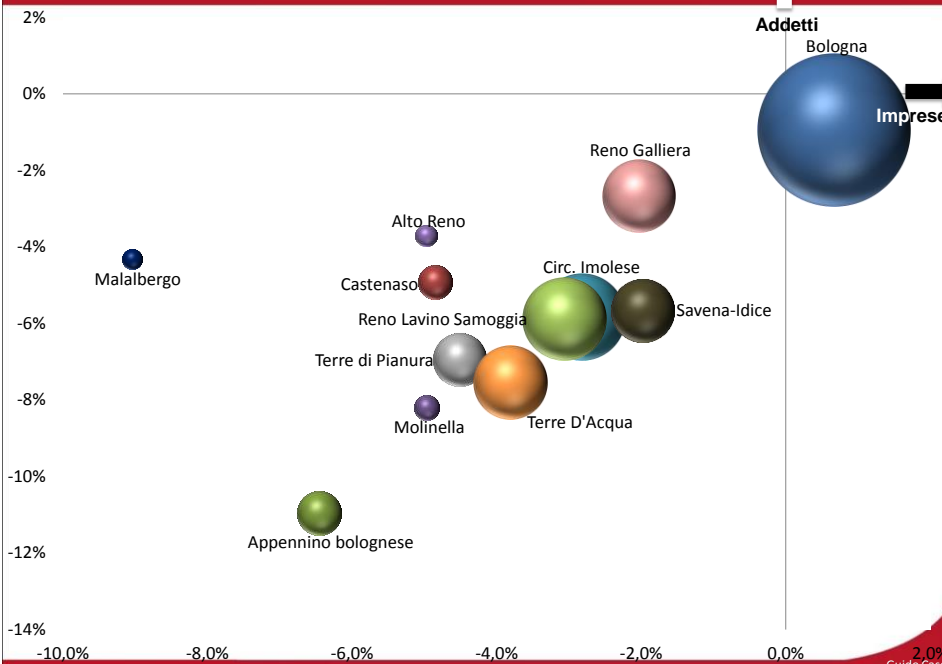 2%
Addetti
Bologna
0%
Imprese
-2%
Reno Galliera
Alto Reno
-4%
Malalbergo
Circ. Imolese
Castenaso
Savena-Idice
-6%
Reno Lavino Samoggia
Terre di Pianura
-8%
Terre D'Acqua
Molinella
-10%
Appennino bolognese
-12%
-14%
-10,0% -8,0% -6,0% -4,0% -2,0% 0,0% 2,0%
Guido